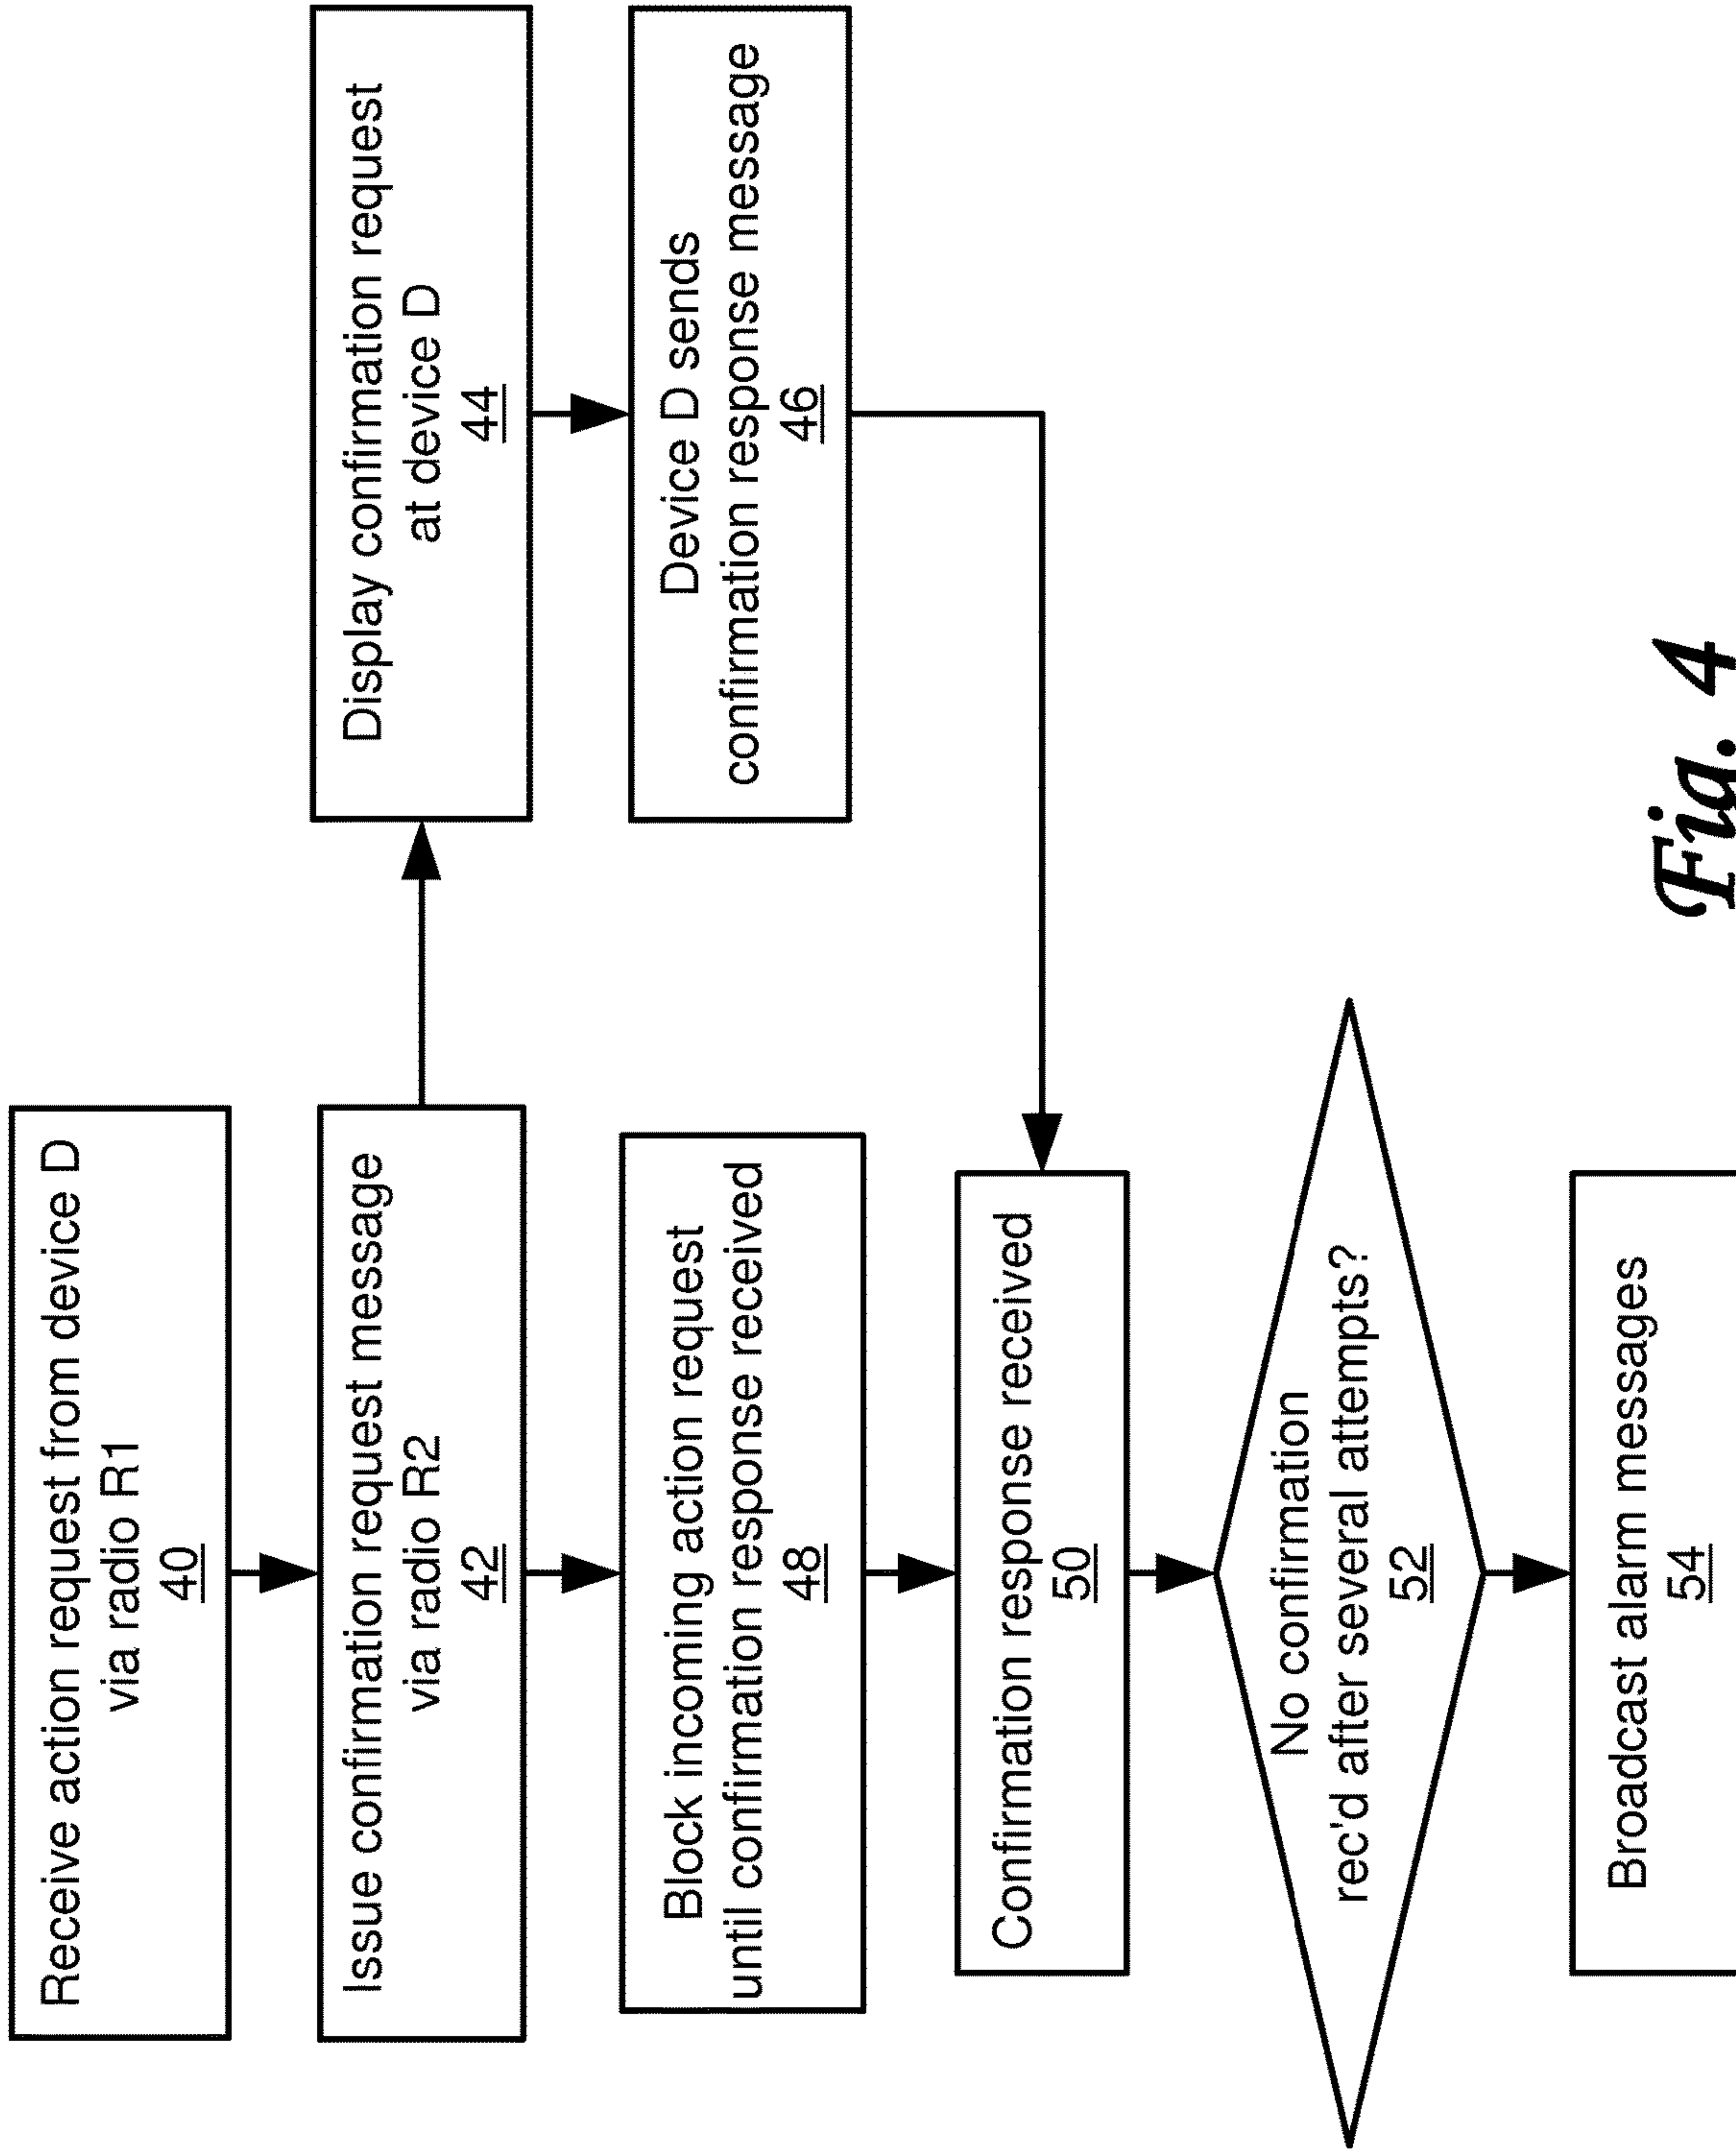 Receive action request from device D
via radio R1
40
Issue confirmation request message
via radio R2
42
Display confirmation request
at device D
44
Device D sends
confirmation response message
46
Block incoming action request
until confirmation response received
48
Confirmation response received
50
No confirmation
rec'd after several attempts?
52
Broadcast alarm messages
54
Fig. 4